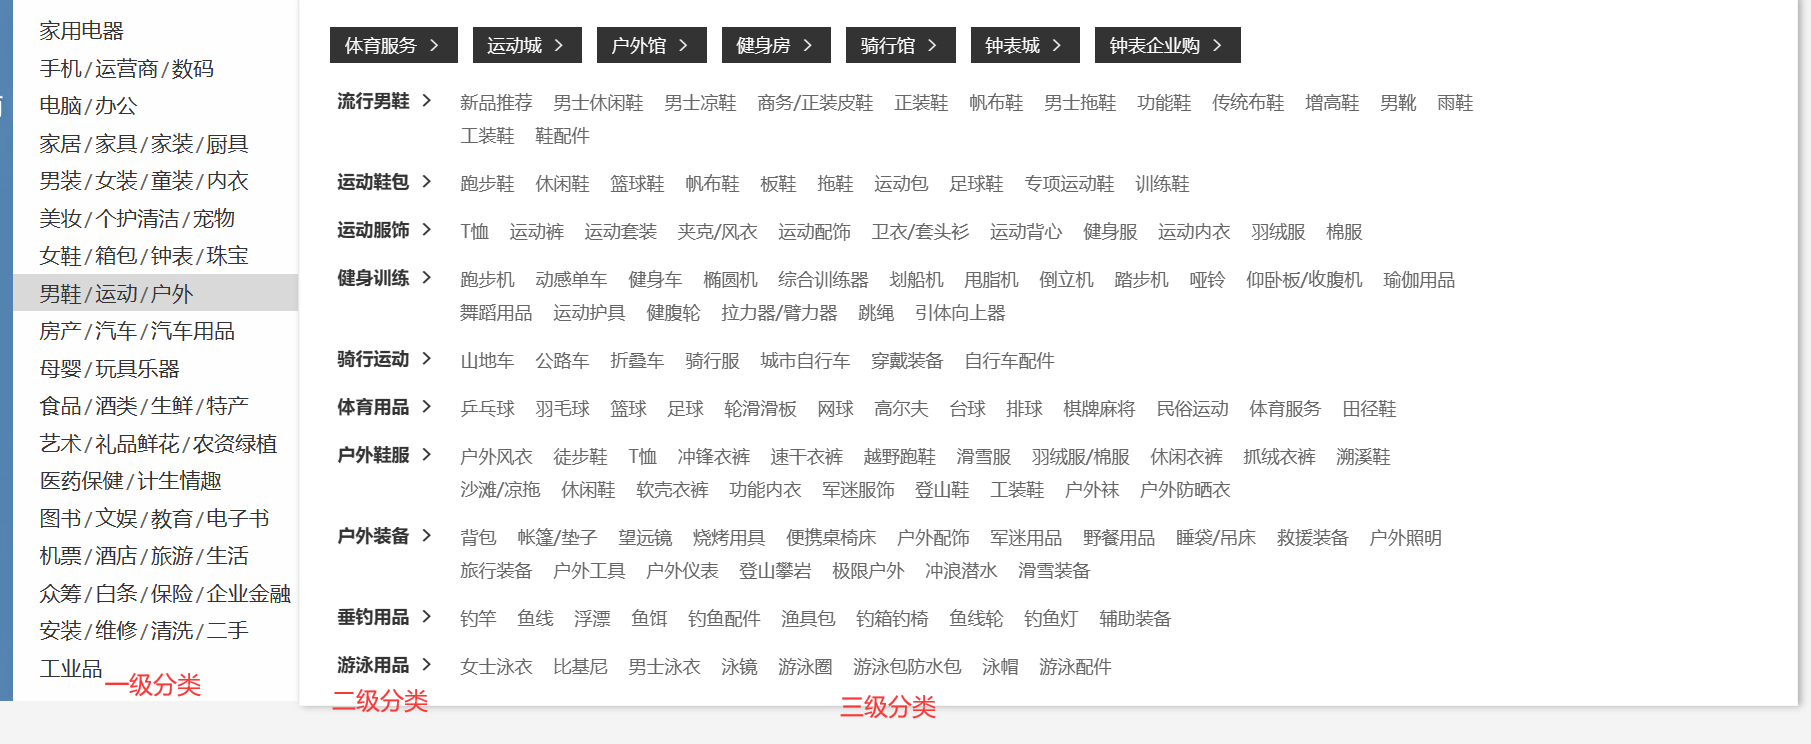 家用电器
手机/运营商/数码
电脑/办公
家居/家具/家装/厨具
男装/女装/童装/内衣
美妆/个护清洁/宠物
女鞋/箱包/钟表/珠宝
男鞋/运动/户外
房产/汽车/汽车用品
母婴/玩具乐器
食品/酒类/生鲜/特产
艺术/礼品鲜花/农资绿植
医药保健/计生情趣
图书/文娱/教育/电子书
机票/酒店/旅游/生活
众筹/白条/保险/企业金融
安装/维修/清洗/二手
工业品
一级分类
体育服务 > 运动城 > 户外馆 > 健身房 > 骑行馆 > 钟表城 > 钟表企业购 >
流行男鞋 > 新品推荐 男士休闲鞋 男士凉鞋 商务/正装皮鞋 正装鞋 帆布鞋 男士拖鞋 功能鞋 传统布鞋 增高鞋 男靴 雨鞋
工装鞋 鞋配件
运动鞋包 > 跑步鞋 休闲鞋 篮球鞋 帆布鞋 板鞋 拖鞋 运动包 足球鞋 专项运动鞋 训练鞋
运动服饰 > T恤 运动裤 运动套装 夹克/风衣 运动配饰 卫衣/套头衫 运动背心 健身服 运动内衣 羽绒服 棉服
健身训练 > 跑步机 动感单车 健身车 椭圆机 综合训练器 划船机 甩脂机 倒立机 踏步机 哑铃 仰卧板/收腹机 瑜伽用品
舞蹈用品 运动护具 健腹轮 拉力器/臂力器 跳绳 引体向上器
骑行运动 > 山地车 公路车 折叠车 骑行服 城市自行车 穿戴装备 自行车配件
体育用品 > 乒乓球 羽毛球 篮球 足球 轮滑滑板 网球 高尔夫 台球 排球 棋牌麻将 民俗运动 体育服务 田径鞋
户外鞋服 > 户外风衣 徒步鞋 T恤 冲锋衣裤 速干衣裤 越野跑鞋 滑雪服 羽绒服/棉服 休闲衣裤 抓绒衣裤 溯溪鞋
沙滩/凉拖 休闲鞋 软壳衣裤 功能内衣 军迷服饰 登山鞋 工装鞋 户外袜 户外防晒衣
户外装备 > 背包 帐篷/垫子 望远镜 烧烤用具 便携桌椅床 户外配饰 军迷用品 野餐用品 睡袋/吊床 救援装备 户外照明
旅行装备 户外工具 户外仪表 登山攀岩 极限户外 冲浪潜水 滑雪装备
垂钓用品 > 钓竿 鱼线 浮漂 鱼饵 钓鱼配件 渔具包 钓箱钓椅 鱼线轮 钓鱼灯 辅助装备
游泳用品 > 女士泳衣 比基尼 男士泳衣 泳镜 游泳圈 游泳包防水包 泳帽 游泳配件
二级分类 三级分类